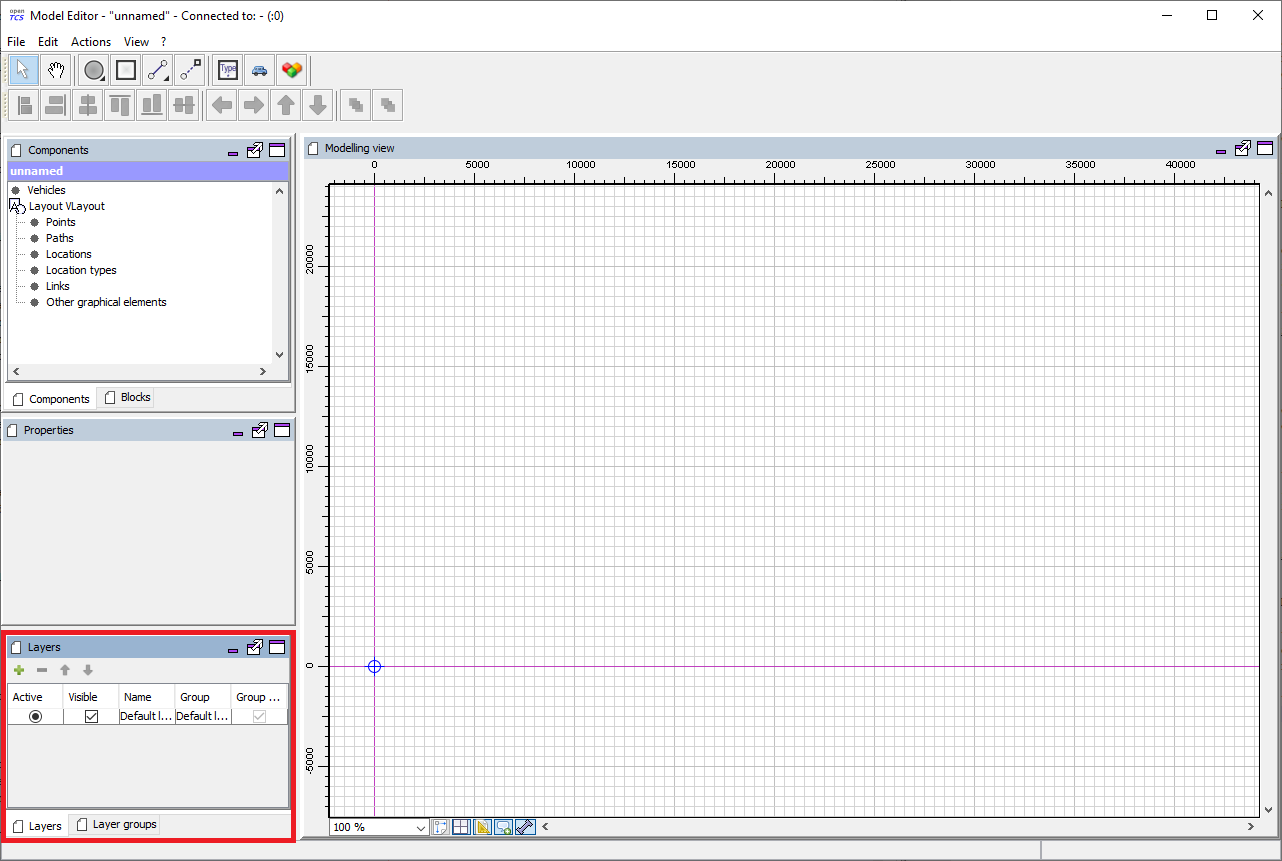 open TCS Model Editor - "unnamed" - Connected to: - (:0)
File Edit Actions View ?
Type
Components
unnamed
Vehicles
Layout VLayout
Points
Paths
Locations
Location types
Links
Other graphical elements
Components Blocks
Properties
Layers
Active Visible Name Group Group ...
Default l... Default l...
Layers Layer groups
Modelling view
0 5000 10000 15000 20000 25000 30000 35000 40000
20000
15000
10000
5000
0
-5000
100 %